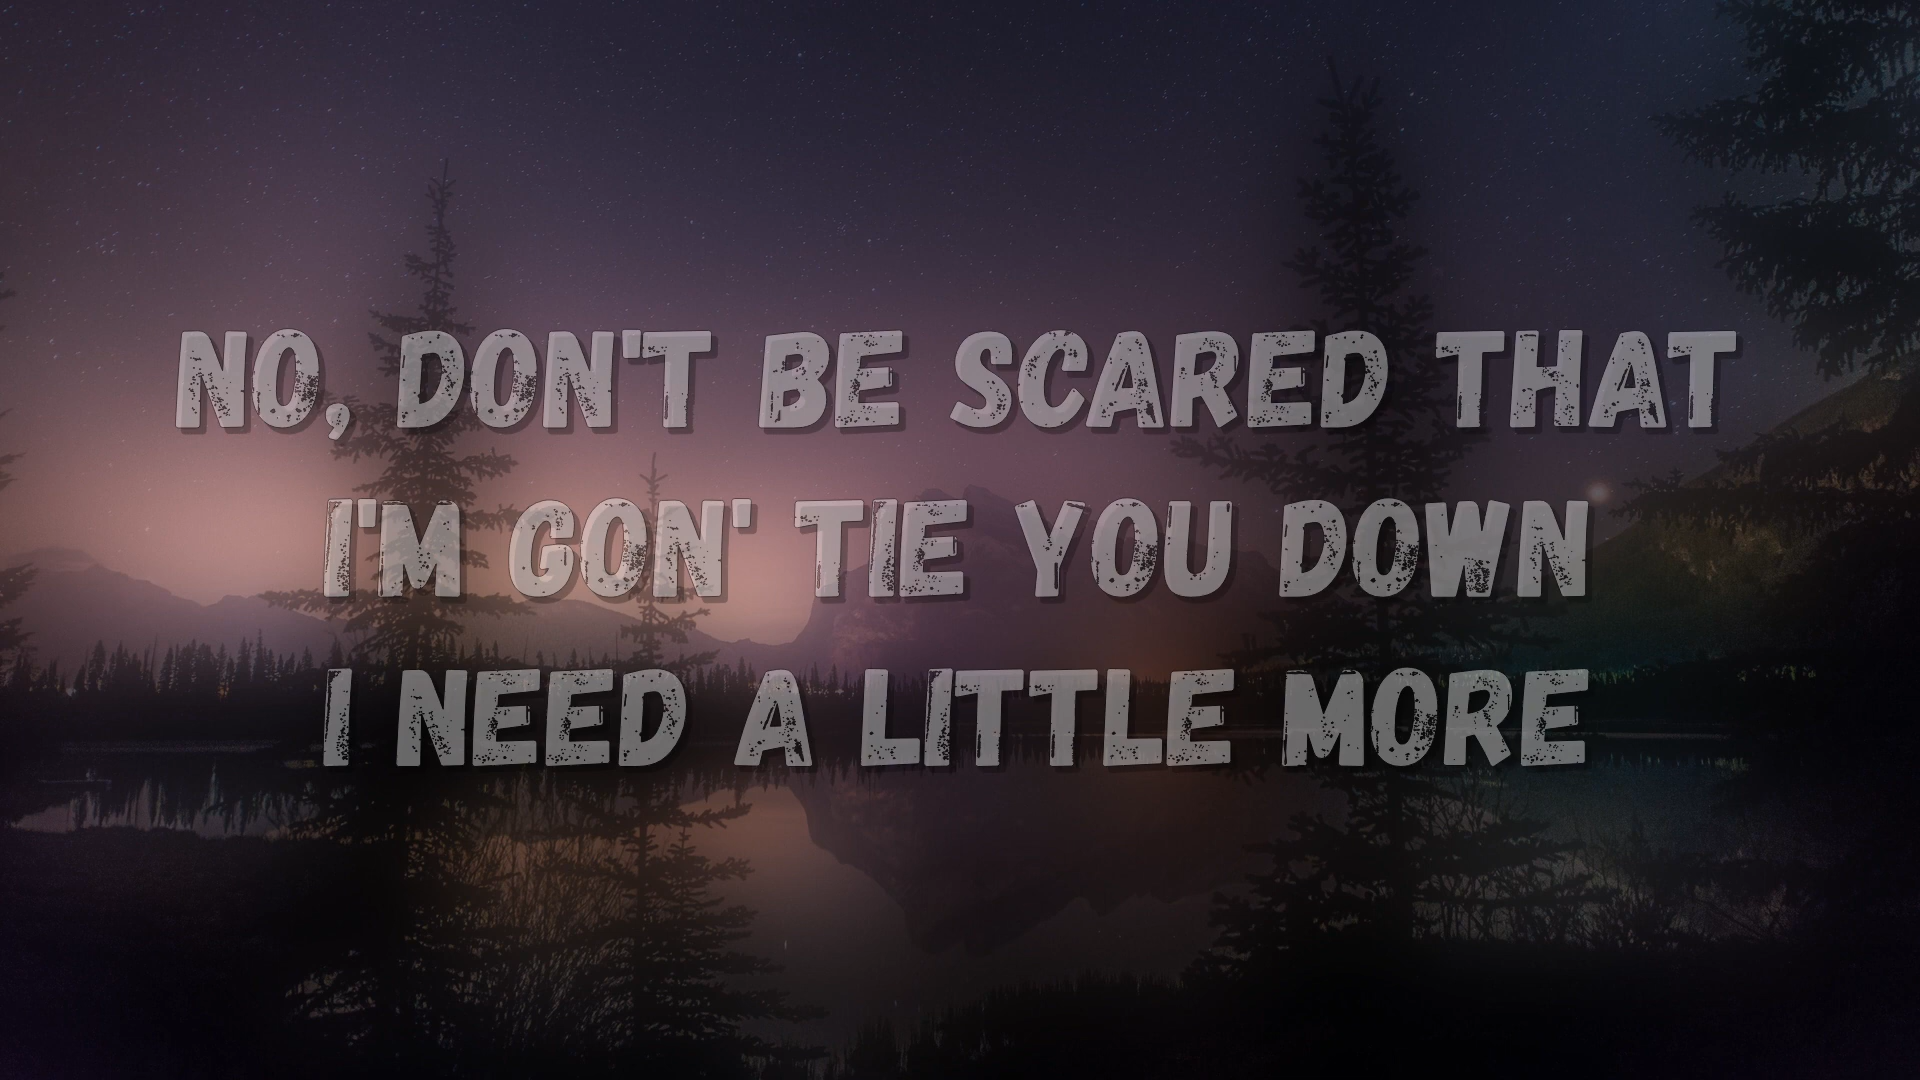 NO, DON'T BE SCARED THAT
I'M GON' TIE YOU DOWN
I NEED A LITTLE MORE